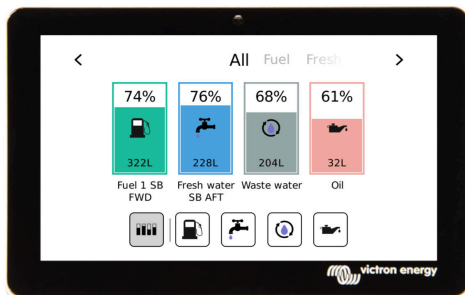 All Fuel Fresh
74% 76% 68% 61%
322L 228L 204L 32L
Fuel 1 SB FWD
Fresh water SB AFT
Waste water
Oil
victron energy